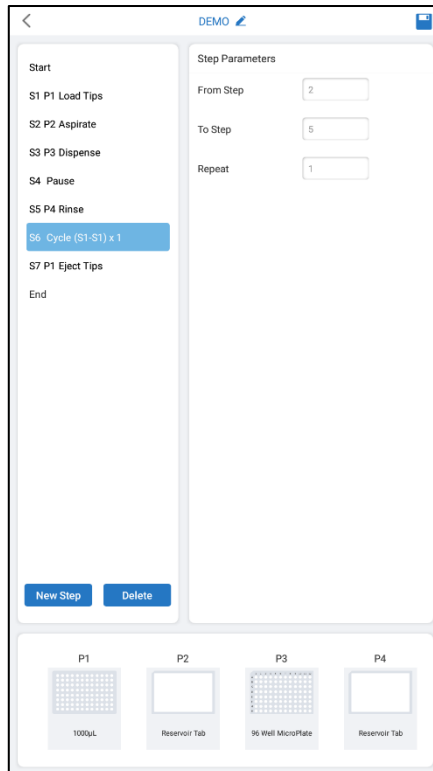 DEMO
Start
S1 P1 Load Tips
S2 P2 Aspirate
S3 P3 Dispense
S4 Pause
S5 P4 Rinse
S6 Cycle (S1-S1) x 1
S7 P1 Eject Tips
End
New Step
Delete
Step Parameters
From Step
2
To Step
5
Repeat
1
P1
P2
P3
P4
1000μL
Reservoir Tab
96 Well MicroPlate
Reservoir Tab